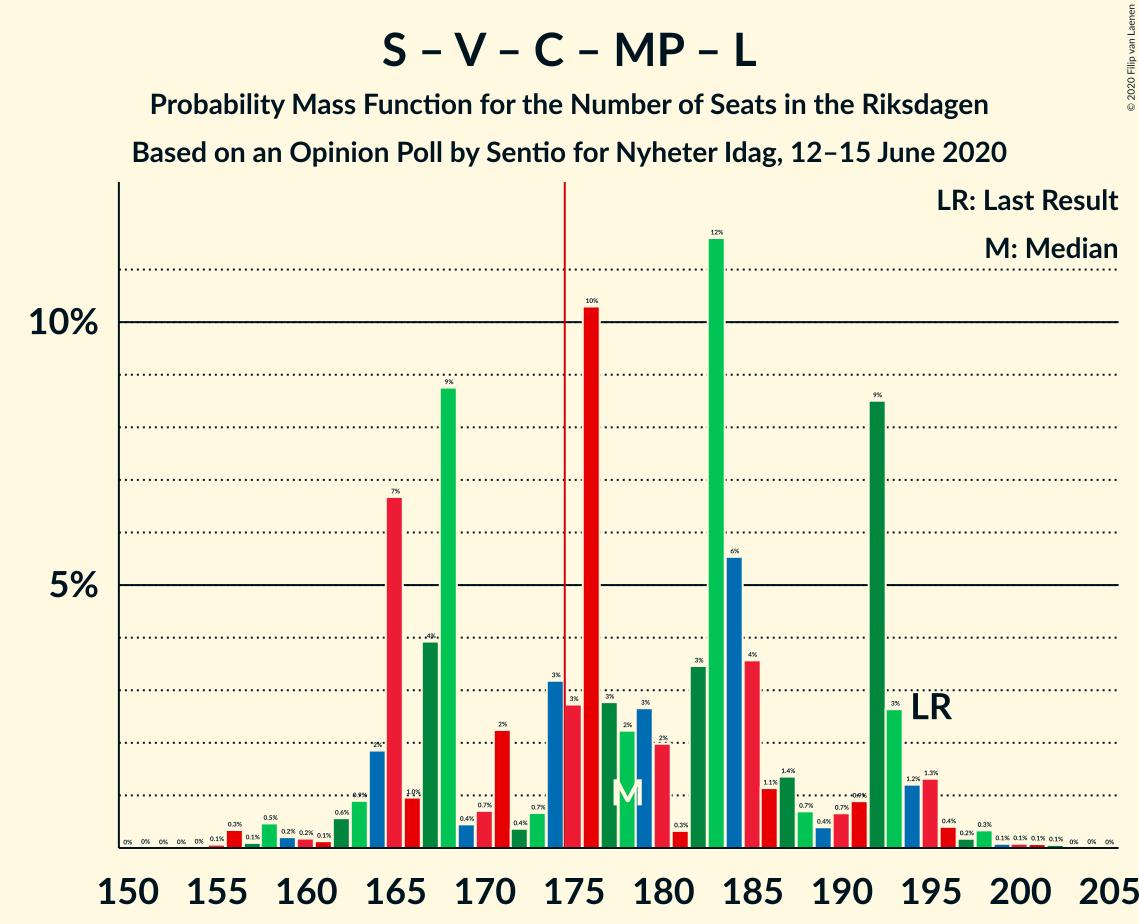 S – V – C – MP – L
Probability Mass Function for the Number of Seats in the Riksdagen
Based on an Opinion Poll by Sentio for Nyheter Idag, 12–15 June 2020
© 2020 Filip van Laenen
LR: Last Result
M: Median
10%
5%
0% 0% 0% 0% 0% 0.1% 0.3% 0.1% 0.5% 0.2% 0.2% 0.1% 0.6% 0.9% 2% 7% 1.0% 4% 9% 0.4% 0.7% 2% 0.4% 0.7% 3% 3% 10% 3% 2% 3% 2% 0.3% 3% 12% 6% 4% 1.1% 1.4% 0.7% 0.4% 0.7% 0.9% 9% 3% 1.2% 1.3% 0.4% 0.2% 0.3% 0.1% 0.1% 0.1% 0.1% 0% 0% 0%
LR
M
150 155 160 165 170 175 180 185 190 195 200 205